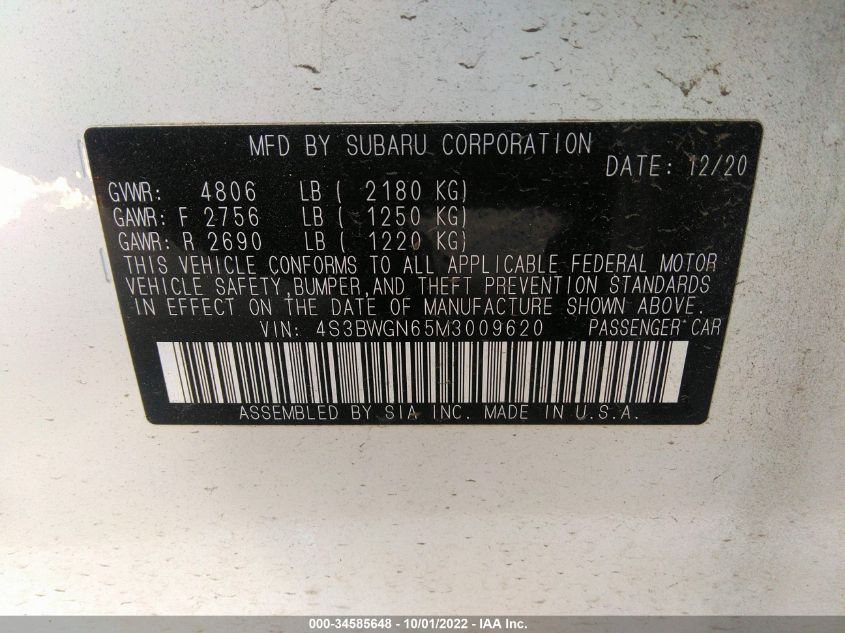 MFD BY SUBARU CORPORATION
DATE: 12/20
GVWR: 4806 LB ( 2180 KG)
GAWR: F 2756 LB ( 1250 KG)
GAWR: R 2690 LB ( 1220 KG)
THIS VEHICLE CONFORMS TO ALL APPLICABLE FEDERAL MOTOR
VEHICLE SAFETY,BUMPER,AND THEFT PREVENTION STANDARDS
IN EFFECT ON THE DATE OF MANUFACTURE SHOWN ABOVE.
VIN: 4S3BWGN65M3009620 PASSENGER CAR
ASSEMBLED BY SIA INC. MADE IN U.S.A.
000-34585648 - 10/01/2022 - IAA Inc.